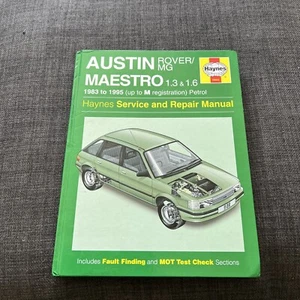 AUSTIN ROVER/
MG
MAESTRO 1.3 & 1.6
1983 to 1995 (up to M registration) Petrol
Haynes
Haynes Service and Repair Manual
Includes Fault Finding and MOT Test Check Sections